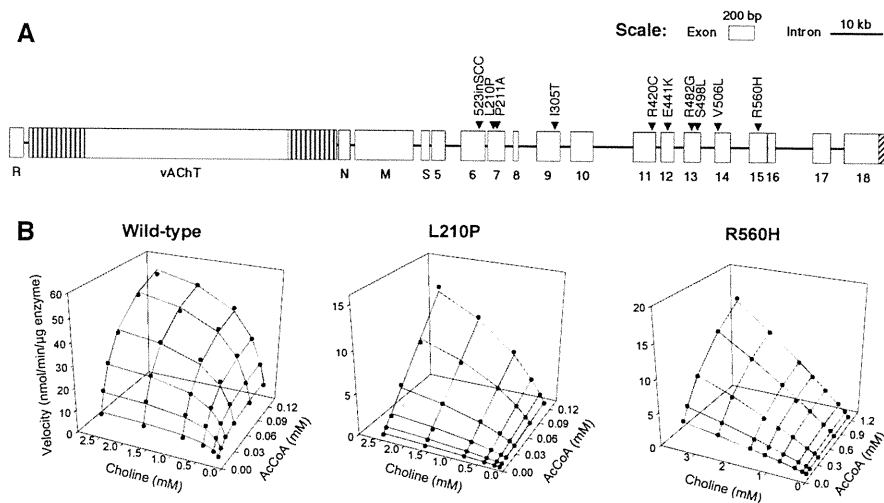 A
Scale: Exon 200 bp Intron 10 kb
523insCC L210P P211A I305T R420C E441K R482G S498L V506L R560H
R vAChT N M S 5 6 7 8 9 10 11 12 13 14 15 16 17 18
B
Wild-type L210P R560H
Velocity (nmol/min/µg enzyme)
60 50 40 30 20 10 0
2.5 2.0 1.5 1.0 0.5 0.0
Choline (mM)
0.00 0.03 0.06 0.09 0.12
AcCoA (mM)
15 10 5 0
2.5 2.0 1.5 1.0 0.5 0.0
Choline (mM)
0.00 0.03 0.06 0.09 0.12
AcCoA (mM)
20 15 10 5 0
3 2 1 0
Choline (mM)
0.0 0.3 0.6 0.9 1.2
AcCoA (mM)